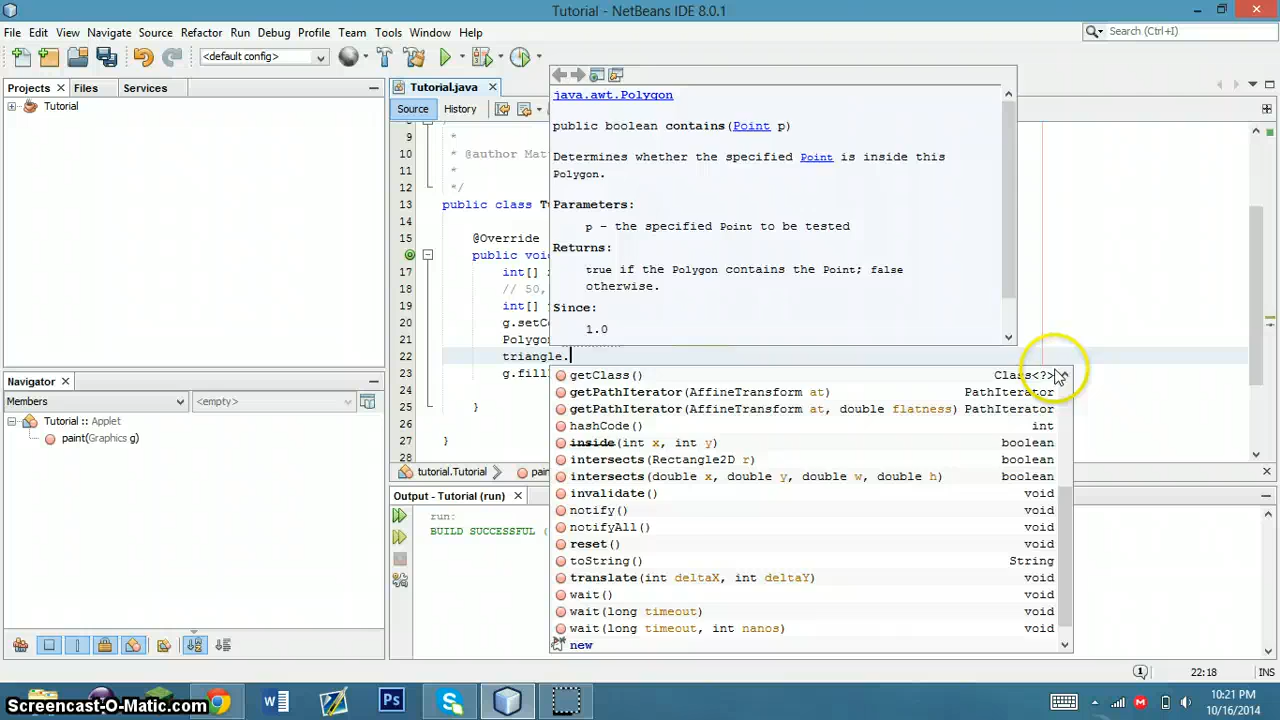 Tutorial - NetBeans IDE 8.0.1
File Edit View Navigate Source Refactor Run Debug Profile Team Tools Window Help
Search (Ctrl+I)
<default config>
Projects Files Services
Tutorial.java
Tutorial
Source History
java.awt.Polygon
public boolean contains(Point p)
Determines whether the specified Point is inside this
Polygon.
Parameters:
p - the specified Point to be tested
Returns:
true if the Polygon contains the Point; false
otherwise.
Since:
1.0
9 *
10 * @author Mat
11 *
12 */
13 public class Tu
14
15 @Override
public voi
17 int[]
18 // 50,
19 int[]
20 g.setCo
21 Polygon
22 triangle.
23 g.fill
24
25 }
26
27 }
28
getClass() Class<?>
getPathIterator(AffineTransform at) PathIterator
getPathIterator(AffineTransform at, double flatness) PathIterator
hashCode() int
inside(int x, int y) boolean
intersects(Rectangle2D r) boolean
intersects(double x, double y, double w, double h) boolean
invalidate() void
notify() void
notifyAll() void
reset() void
toString() String
translate(int deltaX, int deltaY) void
wait() void
wait(long timeout) void
wait(long timeout, int nanos) void
new
Navigator
Members <empty>
Tutorial :: Applet
paint(Graphics g)
tutorial.Tutorial pain
Output - Tutorial (run)
run:
BUILD SUCCESSFUL (
1 22:18 INS
Screencast-O-Matic.com
W Ps S
10:21 PM
10/16/2014